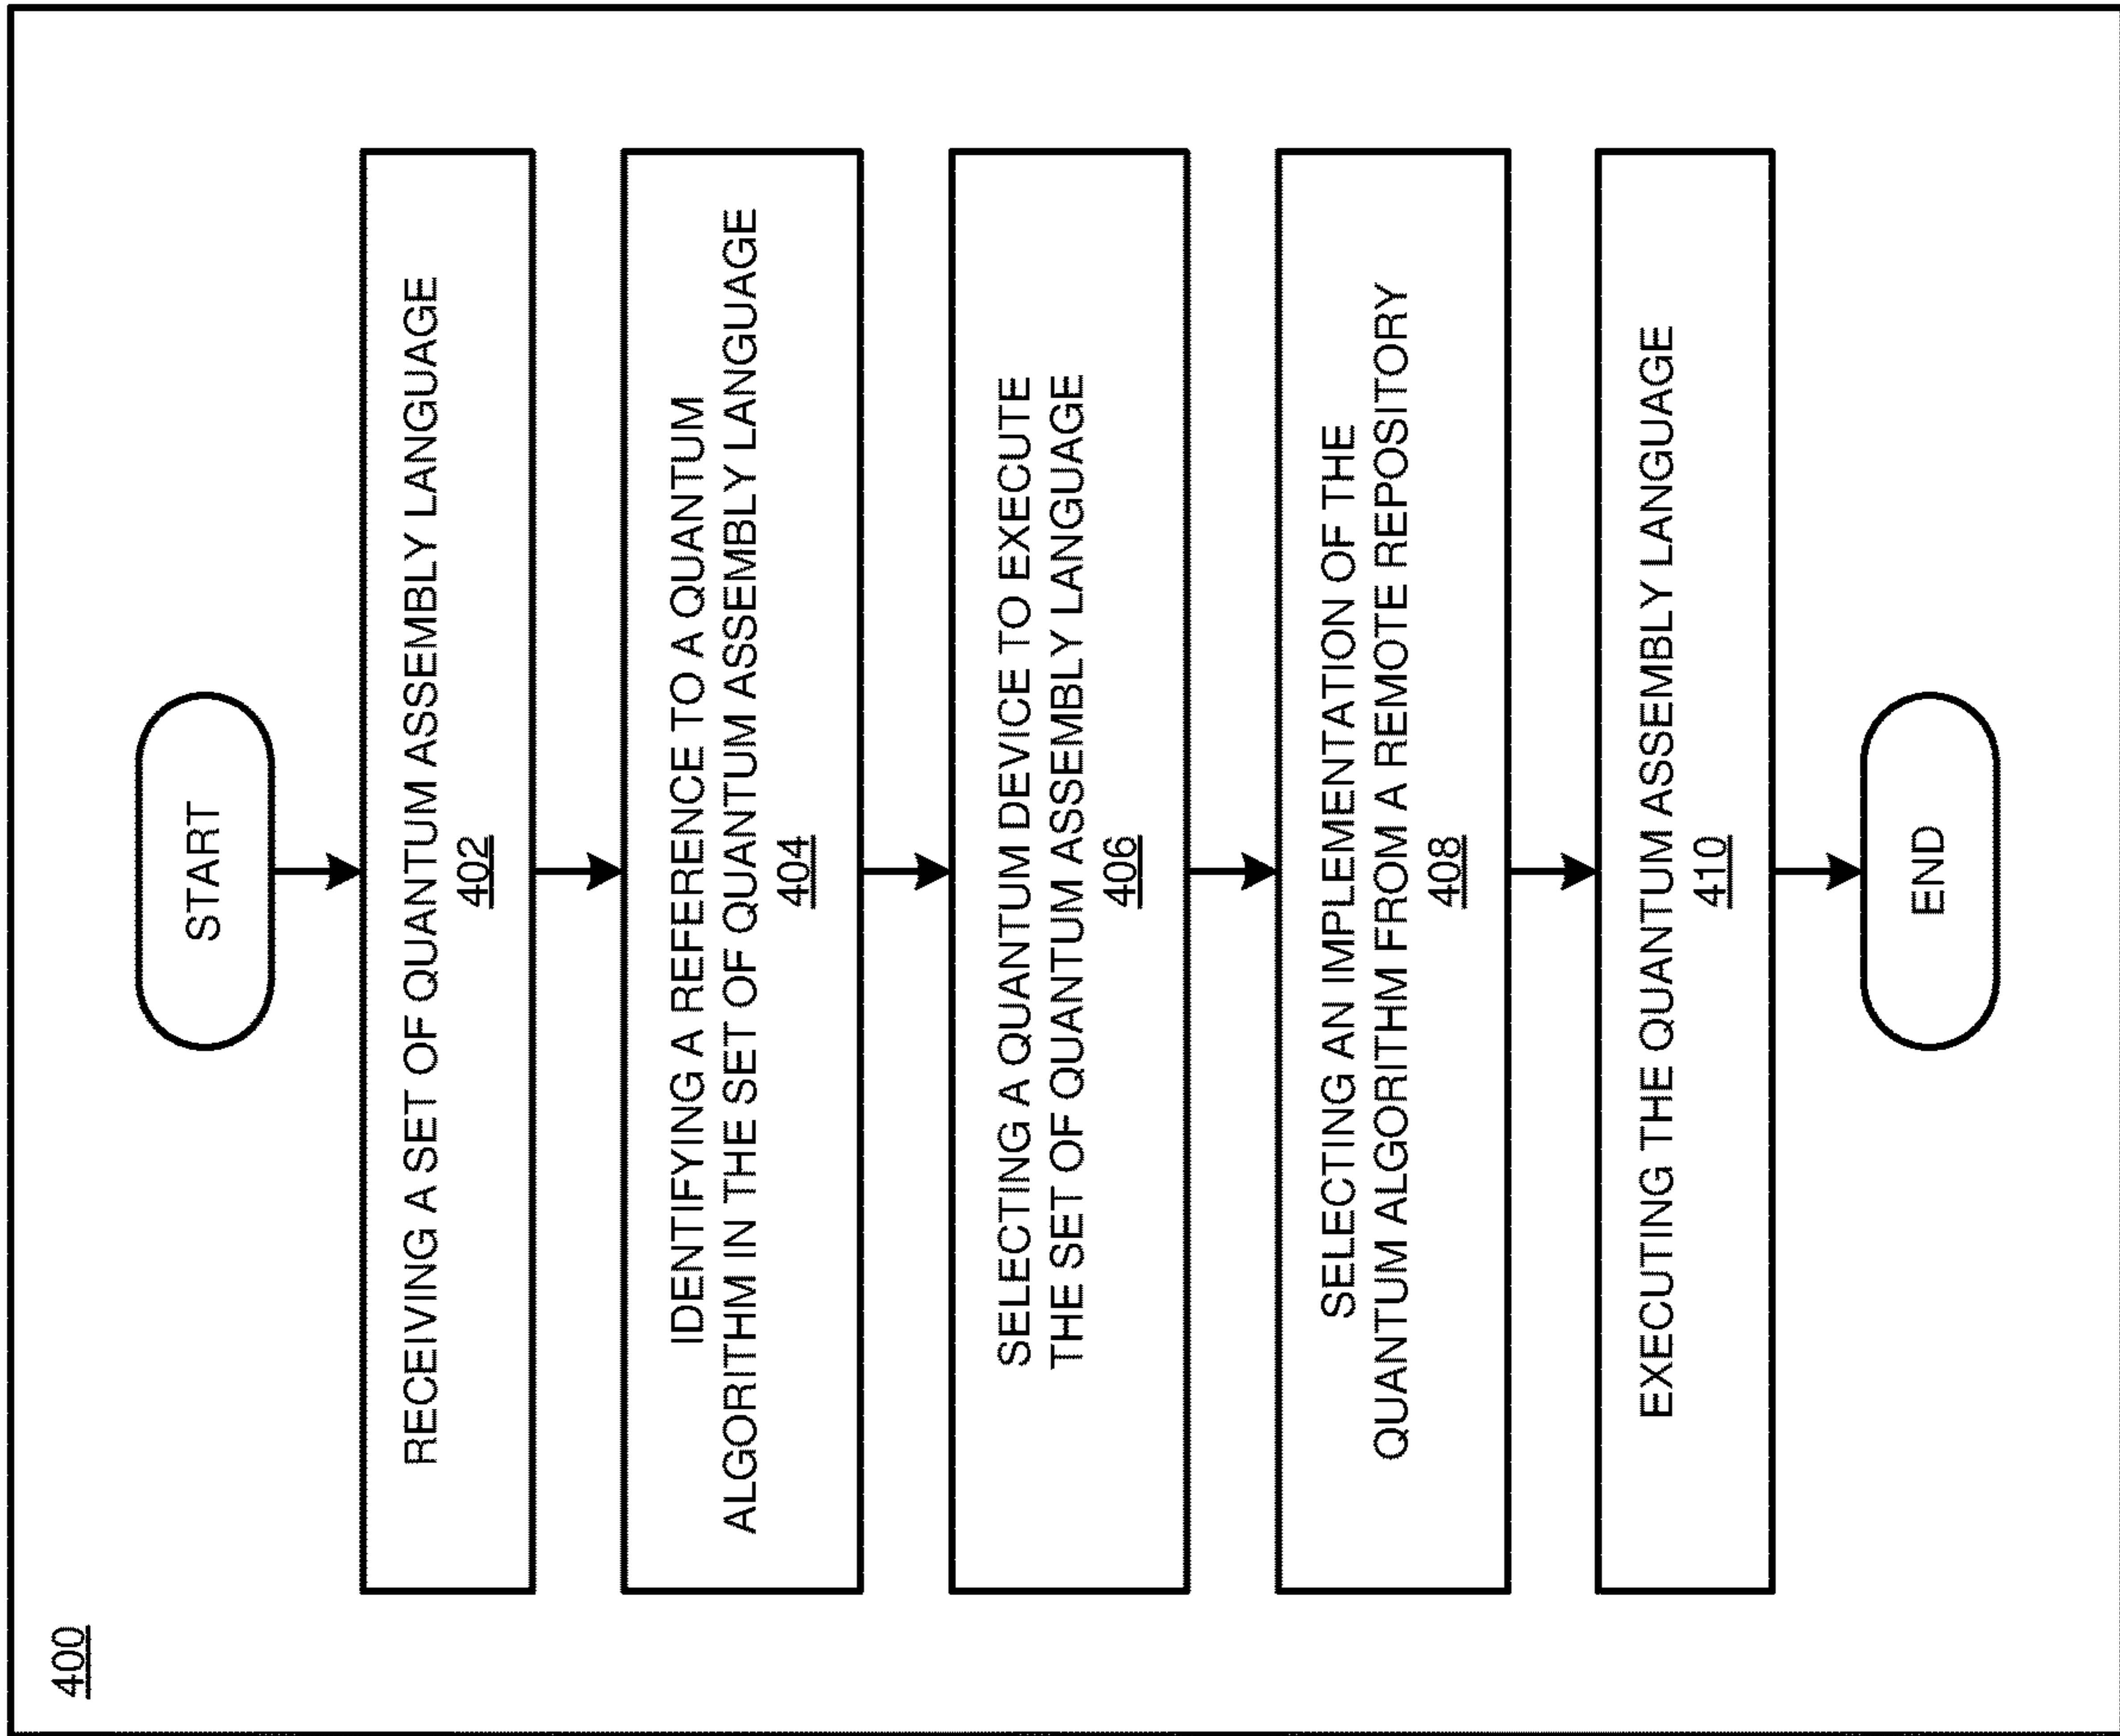 400
START
RECEIVING A SET OF QUANTUM ASSEMBLY LANGUAGE
402
IDENTIFYING A REFERENCE TO A QUANTUM
ALGORITHM IN THE SET OF QUANTUM ASSEMBLY LANGUAGE
404
SELECTING A QUANTUM DEVICE TO EXECUTE
THE SET OF QUANTUM ASSEMBLY LANGUAGE
406
SELECTING AN IMPLEMENTATION OF THE
QUANTUM ALGORITHM FROM A REMOTE REPOSITORY
408
EXECUTING THE QUANTUM ASSEMBLY LANGUAGE
410
END